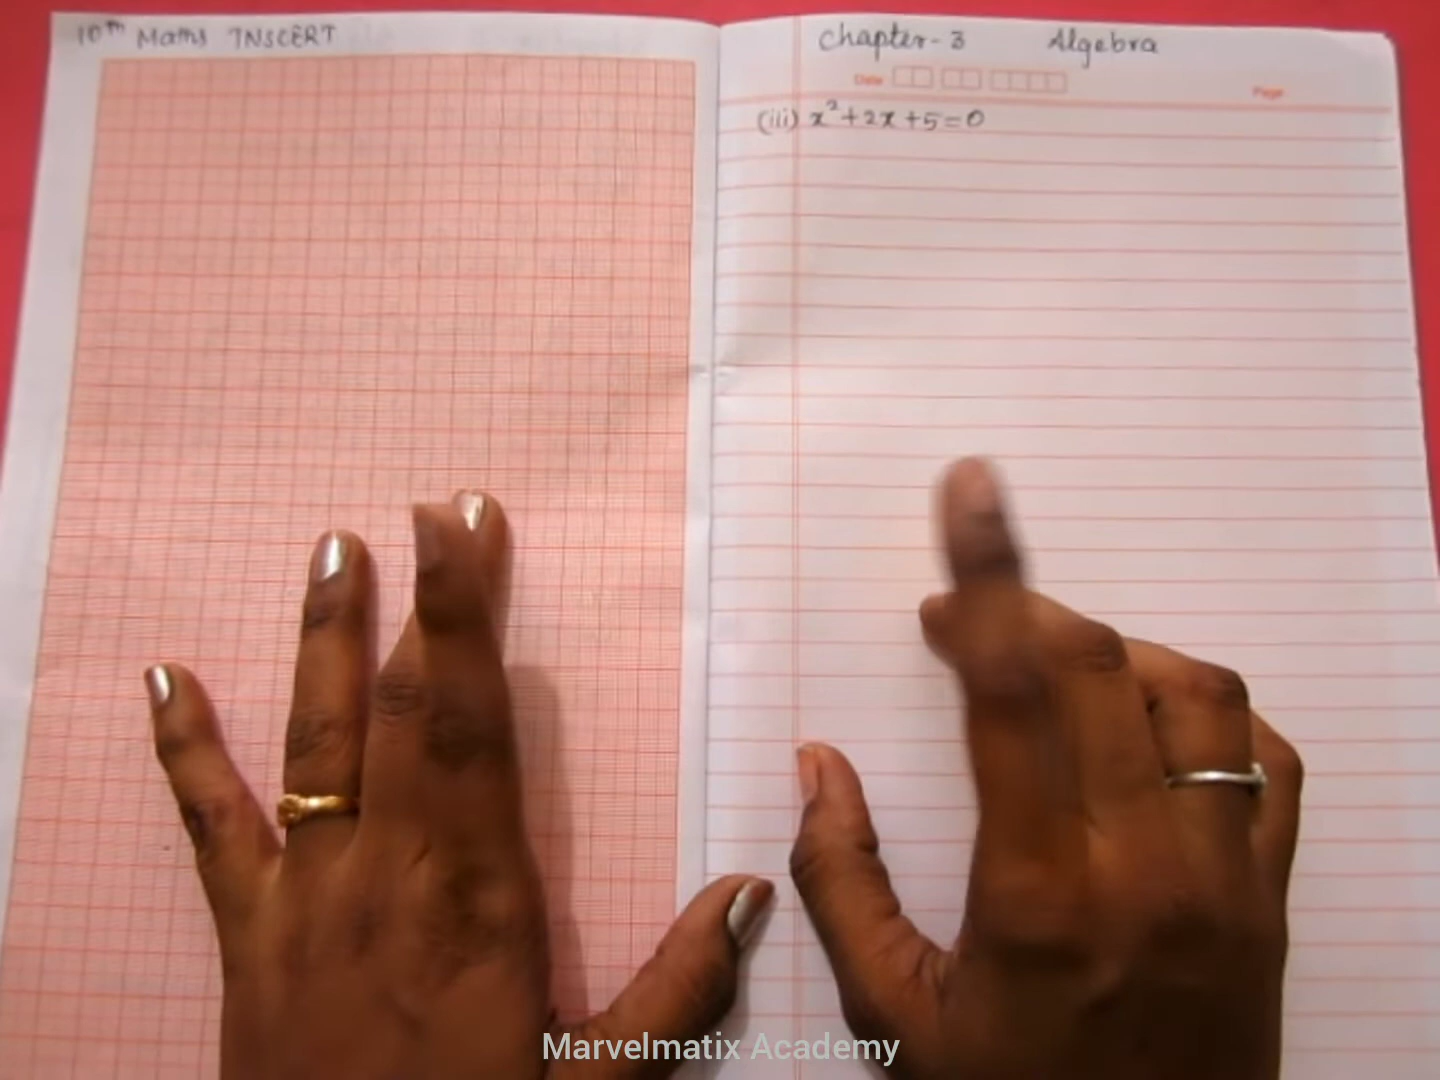 10th Maths TNSCERT
Chapter-3 Algebra
Date Page
(iii) x²+2x+5=0
Marvelmatix Academy